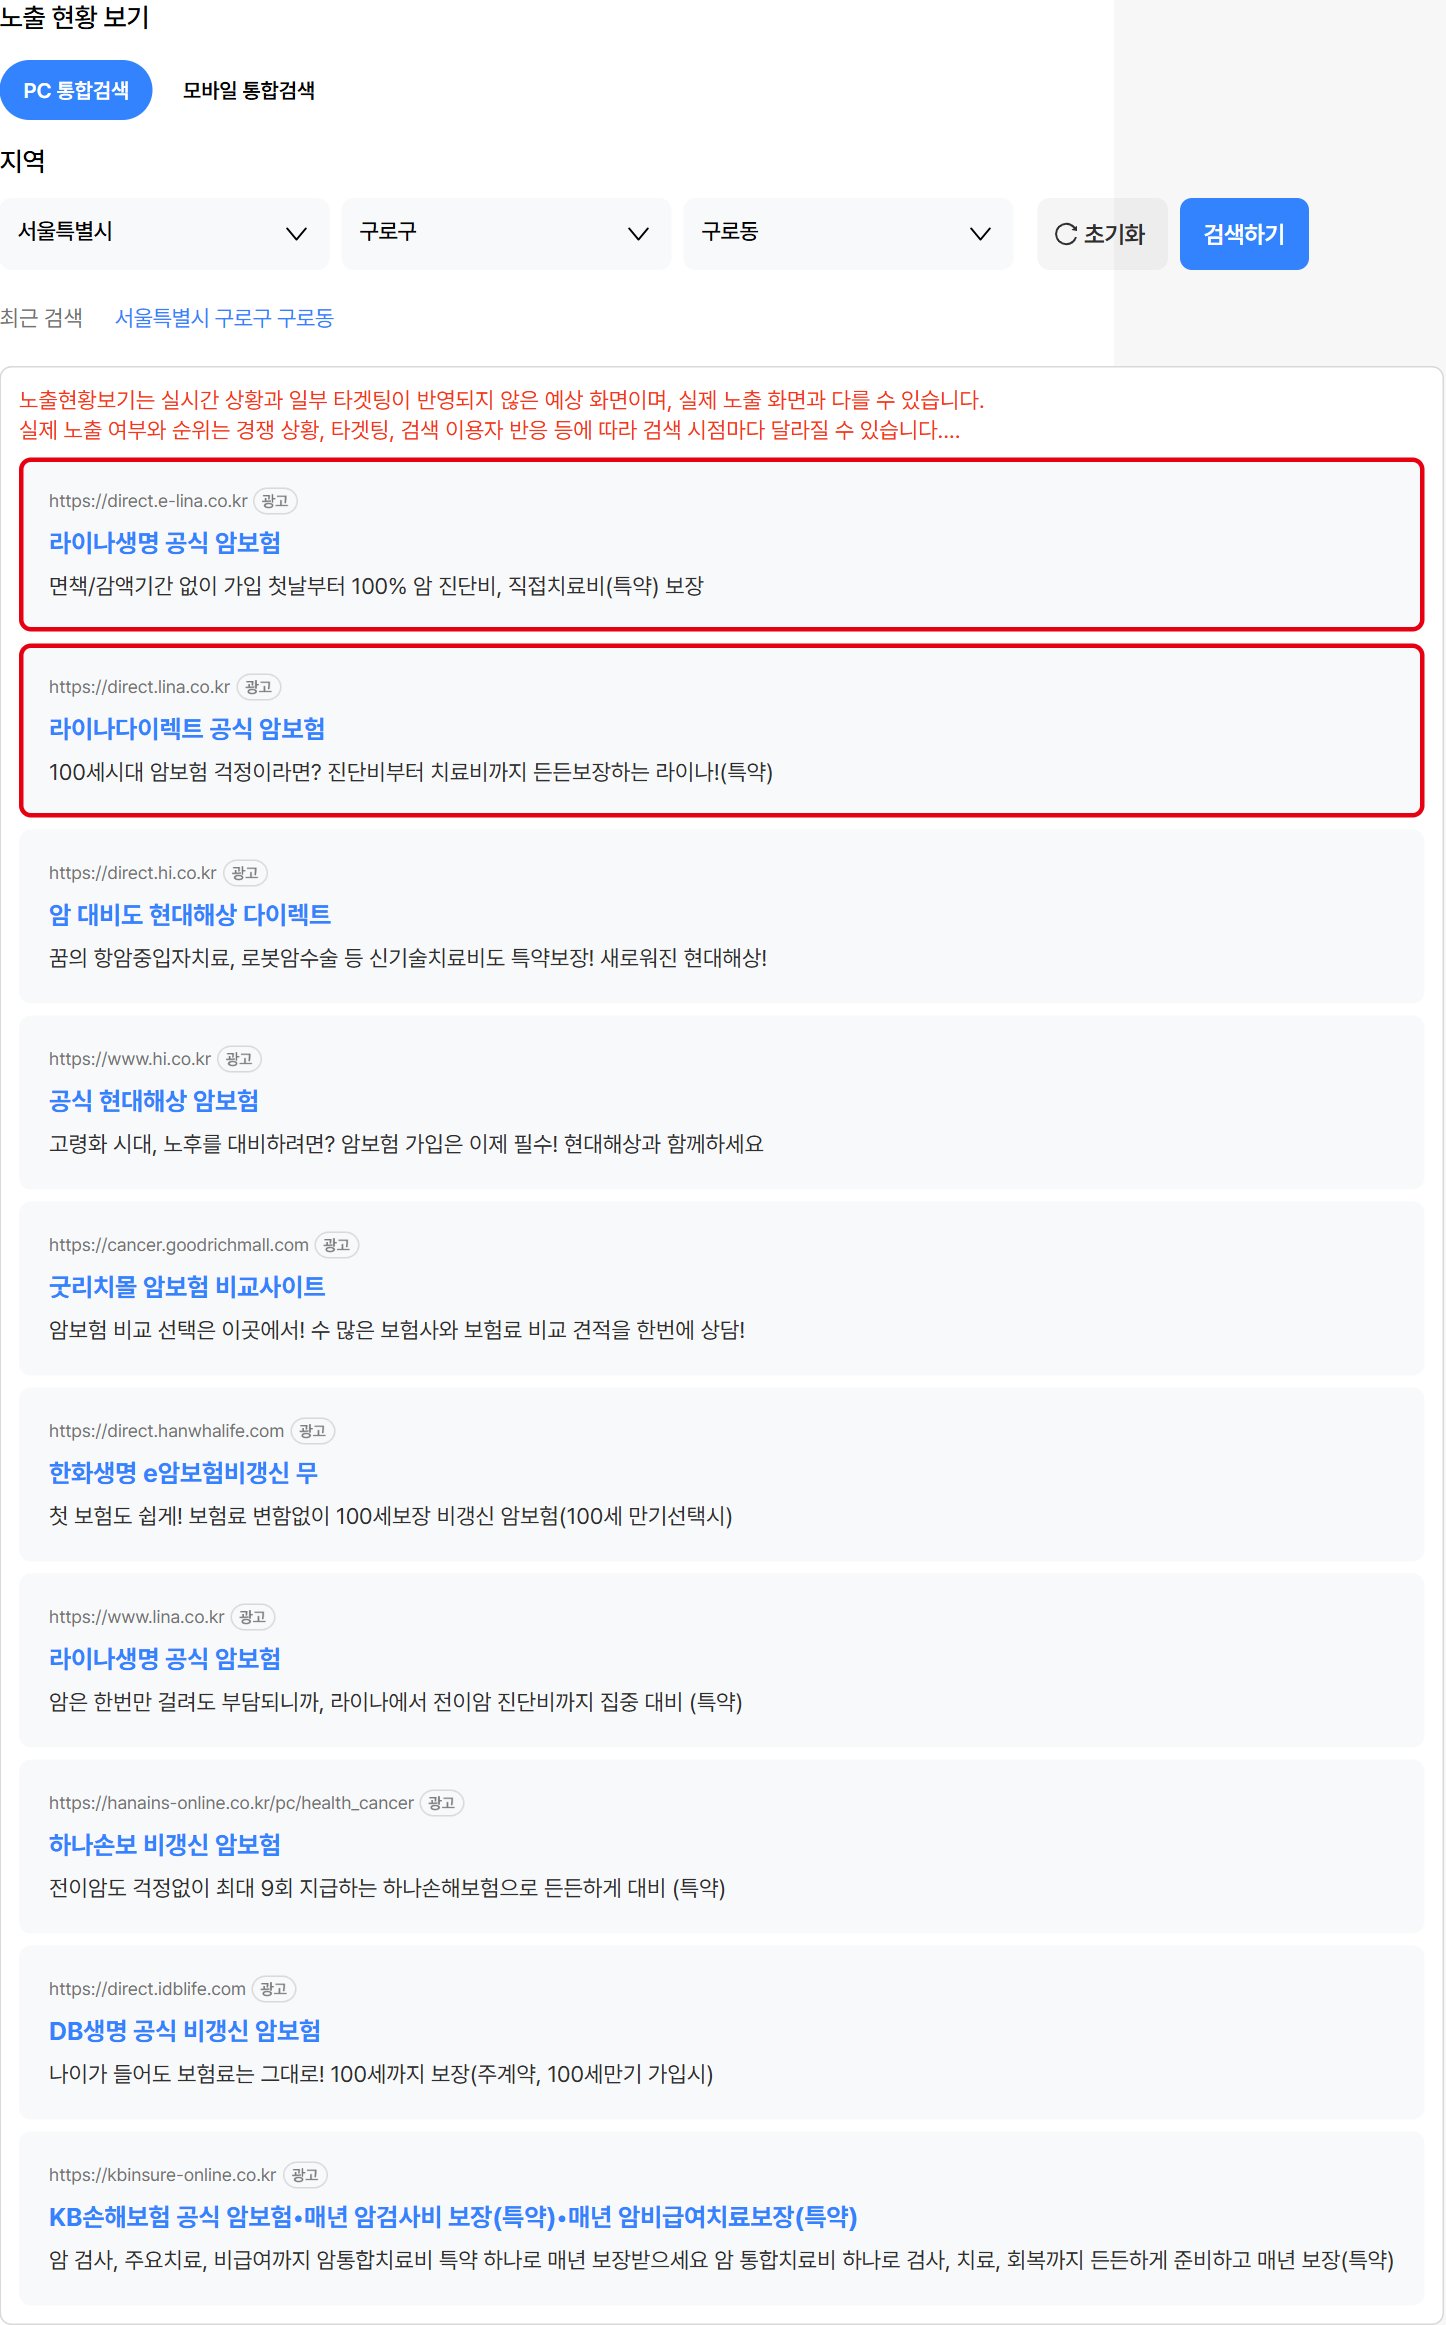 노출 현황 보기
PC 통합검색 모바일 통합검색
지역
서울특별시 구로구 구로동 초기화 검색하기
최근 검색 서울특별시 구로구 구로동
노출현황보기는 실시간 상황과 일부 타겟팅이 반영되지 않은 예상 화면이며, 실제 노출 화면과 다를 수 있습니다.
실제 노출 여부와 순위는 경쟁 상황, 타겟팅, 검색 이용자 반응 등에 따라 검색 시점마다 달라질 수 있습니다....
https://direct.e-lina.co.kr 광고
라이나생명 공식 암보험
면책/감액기간 없이 가입 첫날부터 100% 암 진단비, 직접치료비(특약) 보장
https://direct.lina.co.kr 광고
라이나다이렉트 공식 암보험
100세시대 암보험 걱정이라면? 진단비부터 치료비까지 든든보장하는 라이나!(특약)
https://direct.hi.co.kr 광고
암 대비도 현대해상 다이렉트
꿈의 항암중입자치료, 로봇암수술 등 신기술치료비도 특약보장! 새로워진 현대해상!
https://www.hi.co.kr 광고
공식 현대해상 암보험
고령화 시대, 노후를 대비하려면? 암보험 가입은 이제 필수! 현대해상과 함께하세요
https://cancer.goodrichmall.com 광고
굿리치몰 암보험 비교사이트
암보험 비교 선택은 이곳에서! 수 많은 보험사와 보험료 비교 견적을 한번에 상담!
https://direct.hanwhalife.com 광고
한화생명 e암보험비갱신 무
첫 보험도 쉽게! 보험료 변함없이 100세보장 비갱신 암보험(100세 만기선택시)
https://www.lina.co.kr 광고
라이나생명 공식 암보험
암은 한번만 걸려도 부담되니까, 라이나에서 전이암 진단비까지 집중 대비 (특약)
https://hanains-online.co.kr/pc/health_cancer 광고
하나손보 비갱신 암보험
전이암도 걱정없이 최대 9회 지급하는 하나손해보험으로 든든하게 대비 (특약)
https://direct.idblife.com 광고
DB생명 공식 비갱신 암보험
나이가 들어도 보험료는 그대로! 100세까지 보장(주계약, 100세만기 가입시)
https://kbinsure-online.co.kr 광고
KB손해보험 공식 암보험•매년 암검사비 보장(특약)•매년 암비급여치료보장(특약)
암 검사, 주요치료, 비급여까지 암통합치료비 특약 하나로 매년 보장받으세요 암 통합치료비 하나로 검사, 치료, 회복까지 든든하게 준비하고 매년 보장(특약)